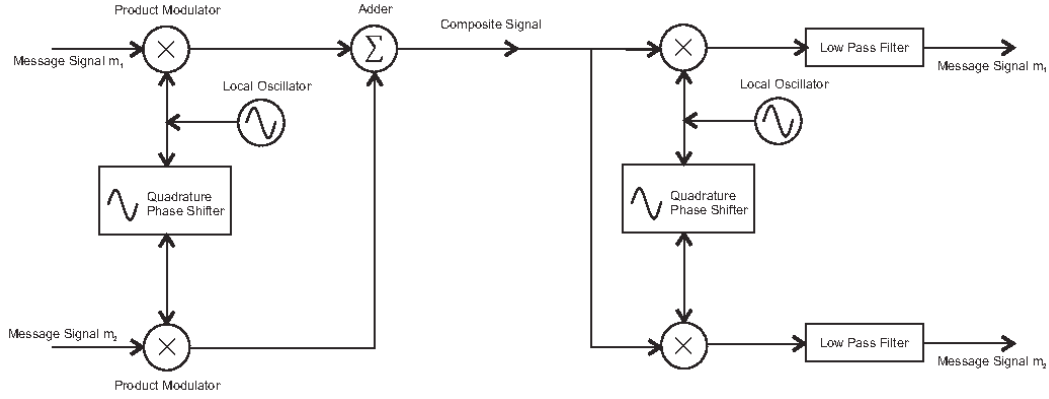 Product Modulator
Adder
Composite Signal
Message Signal m₁
Σ
Local Oscillator
Quadrature
Phase Shifter
Message Signal m₂
Product Modulator
Low Pass Filter
Message Signal m₁
Local Oscillator
Quadrature
Phase Shifter
Low Pass Filter
Message Signal m₂